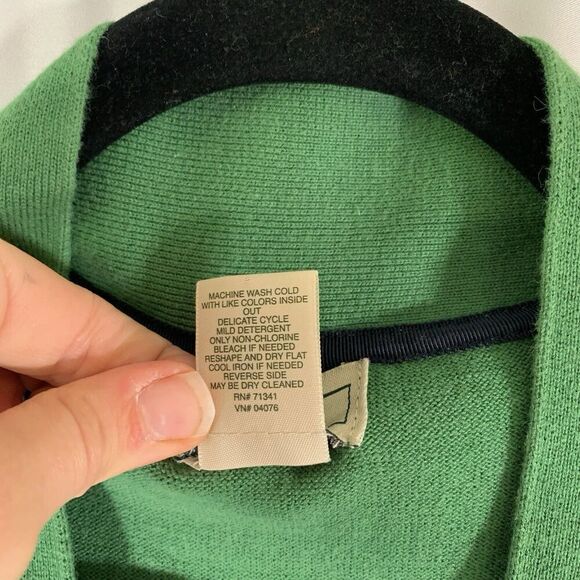 MACHINE WASH COLD
WITH LIKE COLORS INSIDE
OUT
DELICATE CYCLE
MILD DETERGENT
ONLY NON-CHLORINE
BLEACH IF NEEDED
RESHAPE AND DRY FLAT
COOL IRON IF NEEDED
REVERSE SIDE
MAY BE DRY CLEANED
RN# 71341
VN# 04076